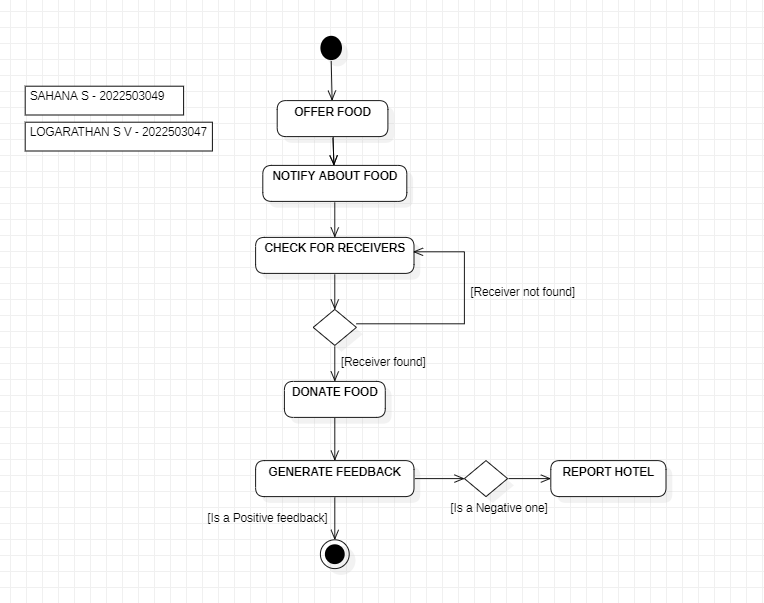 SAHANA S - 2022503049
LOGARATHAN S V - 2022503047
OFFER FOOD
NOTIFY ABOUT FOOD
CHECK FOR RECEIVERS
[Receiver not found]
[Receiver found]
DONATE FOOD
GENERATE FEEDBACK
REPORT HOTEL
[Is a Negative one]
[Is a Positive feedback]